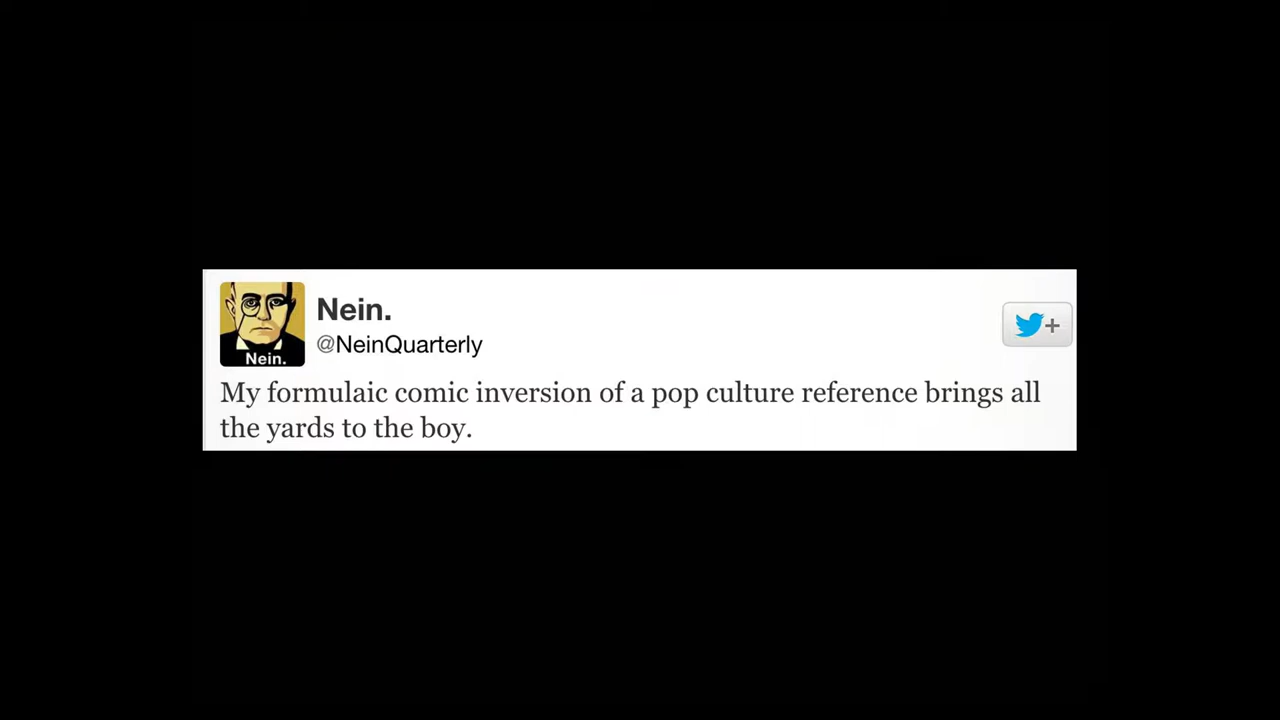 Nein.
Nein.
@NeinQuarterly
My formulaic comic inversion of a pop culture reference brings all
the yards to the boy.